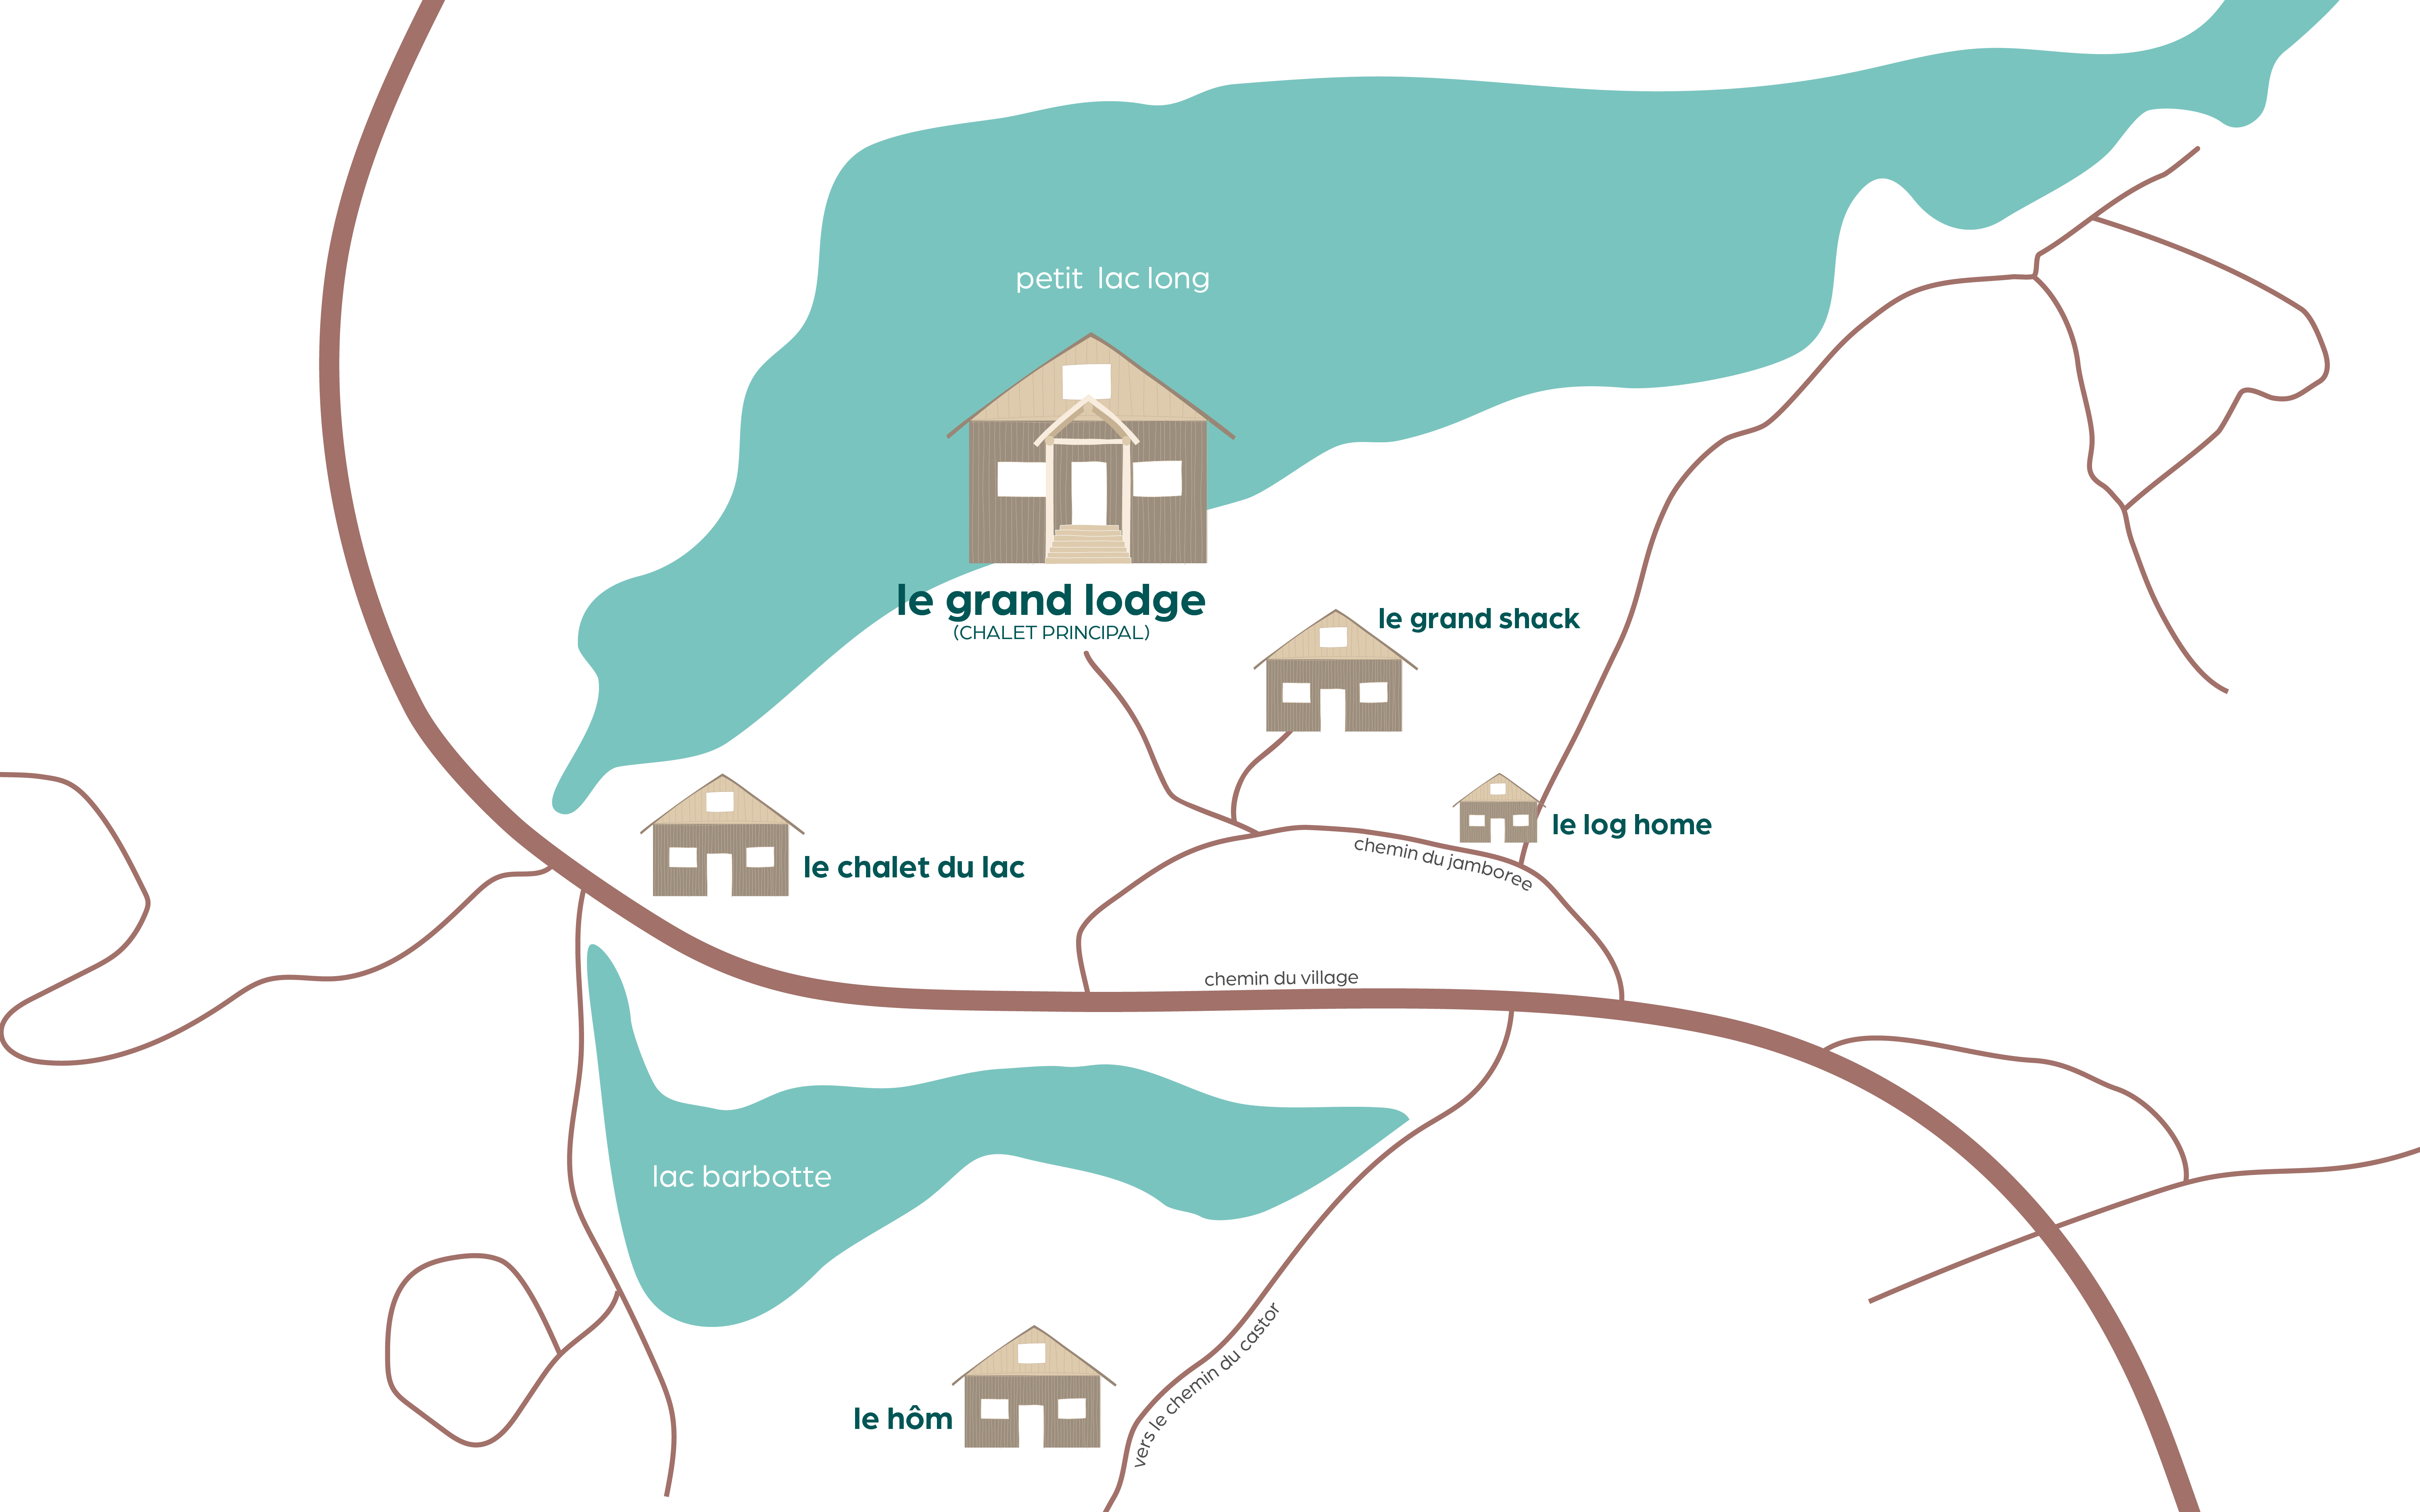 petit lac long
le grand lodge
(CHALET PRINCIPAL)
le grand shack
le log home
chemin du jamboree
le chalet du lac
chemin du village
lac barbotte
vers le chemin du castor
le hôm